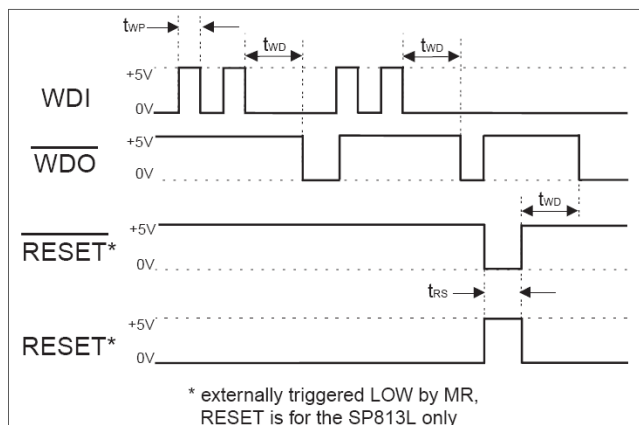 tWP
tWD
tWD
+5V
WDI
0V
+5V
WDO
0V
tWD
+5V
RESET*
0V
tRS
+5V
RESET*
0V
* externally triggered LOW by MR,
RESET is for the SP813L only